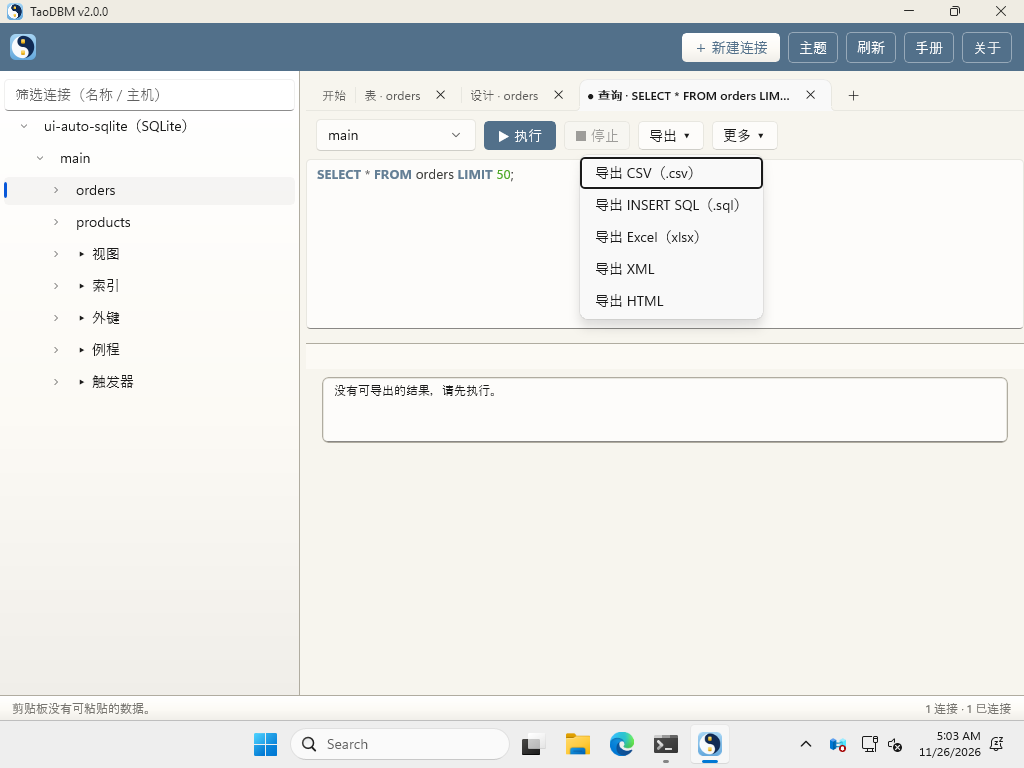 TaoDBM v2.0.0
+ 新建连接 主题 刷新 手册 关于
筛选连接（名称 / 主机）
开始 表 · orders 设计 · orders ● 查询 · SELECT * FROM orders LIM...
ui-auto-sqlite（SQLite）
main
orders
products
视图
索引
外键
例程
触发器
main 执行 停止 导出 更多
SELECT * FROM orders LIMIT 50;
导出 CSV（.csv）
导出 INSERT SQL（.sql）
导出 Excel（xlsx）
导出 XML
导出 HTML
没有可导出的结果，请先执行。
剪贴板没有可粘贴的数据。
1 连接 · 1 已连接
Search
5:03 AM
11/26/2026